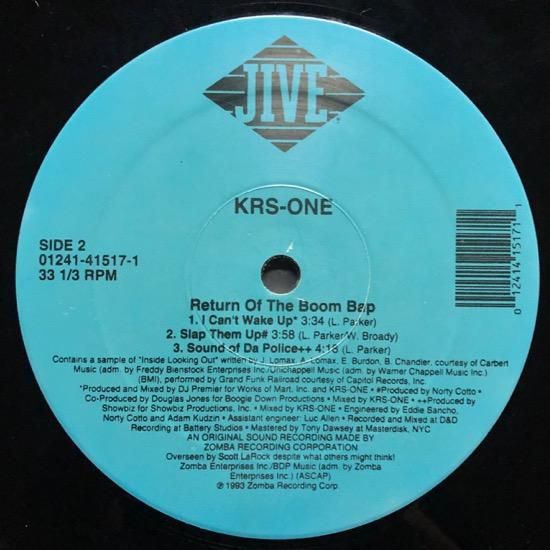 JIVE
KRS-ONE
SIDE 2
01241-41517-1
33 1/3 RPM
0 12414 15171 1
Return Of The Boom Bap
1. I Can't Wake Up* 3:34 (L. Parker)
2. Slap Them Up# 3:58 (L. Parker/W. Broady)
3. Sound of Da Police++ 4:18 (L. Parker)
Contains a sample of "Inside Looking Out" written by J. Lomax, A. Lomax, E. Burdon, B. Chandler, courtesy of Carbert
Music (adm. by Freddy Bienstock Enterprises Inc./Unichappell Music (adm. by Warner Chappell Music Inc.)
(BMI), performed by Grand Funk Railroad courtesy of Capitol Records, Inc.
*Produced and Mixed by DJ Premier for Works of Mart, Inc. and KRS-ONE • #Produced by Norty Cotto •
Co-Produced by Douglas Jones for Boogie Down Productions • Mixed by KRS-ONE • ++Produced by
Showbiz for Showbiz Productions, Inc. • Mixed by KRS-ONE • Engineered by Eddie Sancho,
Norty Cotto and Adam Kudzin • Assistant engineer: Luc Allen • Recorded and Mixed at D&D
Recording at Battery Studios • Mastered by Tony Dawsey at Masterdisk, NYC
AN ORIGINAL SOUND RECORDING MADE BY
ZOMBA RECORDING CORPORATION
Overseen by Scott LaRock despite what others might think!
Zomba Enterprises Inc./BDP Music (adm. by Zomba
Enterprises Inc.) (ASCAP)
℗ 1993 Zomba Recording Corp.